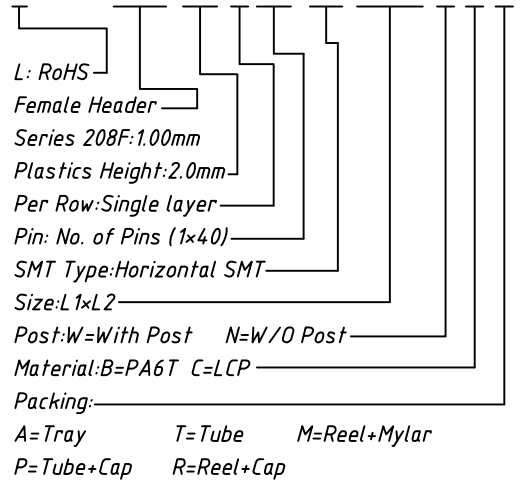 L: RoHS
Female Header
Series 208F:1.00mm
Plastics Height:2.0mm
Per Row:Single layer
Pin: No. of Pins (1×40)
SMT Type:Horizontal SMT
Size:L1×L2
Post:W=With Post N=W/O Post
Material:B=PA6T C=LCP
Packing:
A=Tray T=Tube M=Reel+Mylar
P=Tube+Cap R=Reel+Cap